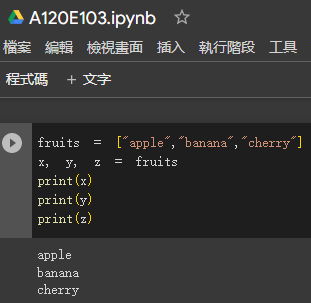 A120E103.ipynb
檔案 編輯 檢視畫面 插入 執行階段 工具
程式碼 + 文字
fruits = ["apple","banana","cherry"]
x, y, z = fruits
print(x)
print(y)
print(z)
apple
banana
cherry